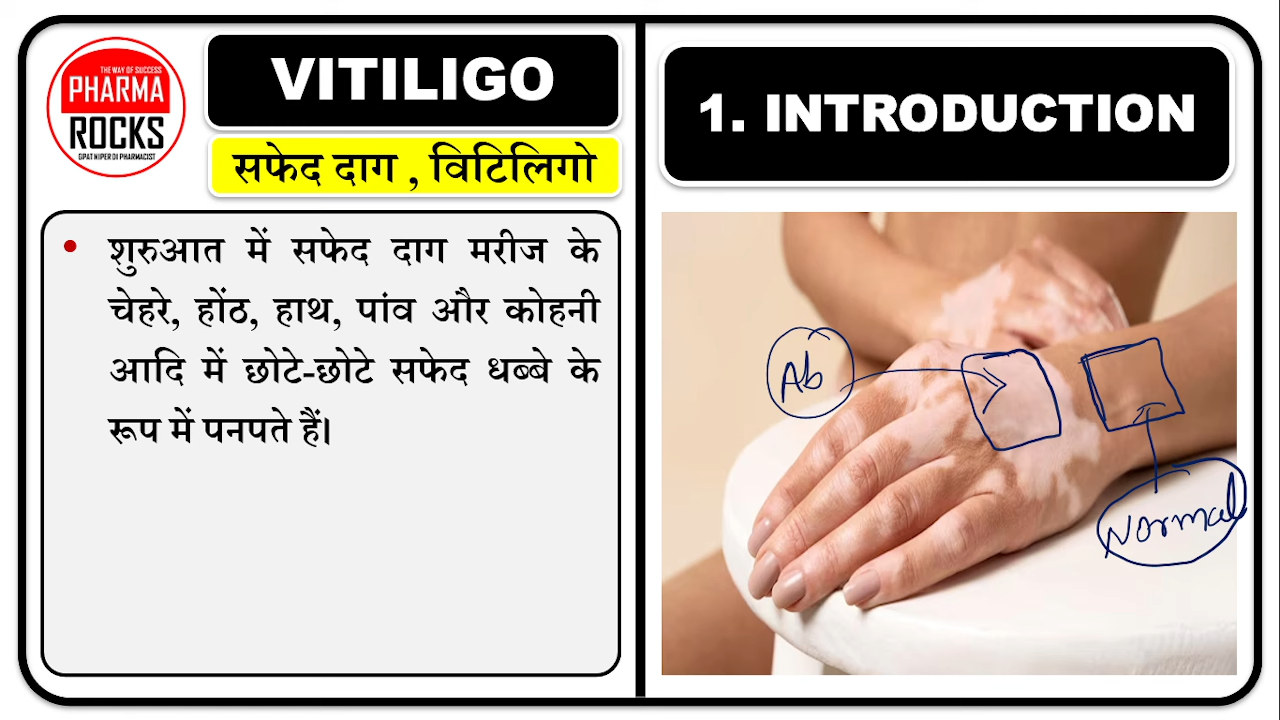 THE WAY OF SUCCESS
PHARMA
ROCKS
GPAT NIPER DI PHARMACIST
VITILIGO
सफेद दाग , विटिलिगो
• शुरुआत में सफेद दाग मरीज के
चेहरे, होंठ, हाथ, पांव और कोहनी
आदि में छोटे-छोटे सफेद धब्बे के
रूप में पनपते हैं।
1. INTRODUCTION
Ab
Normal